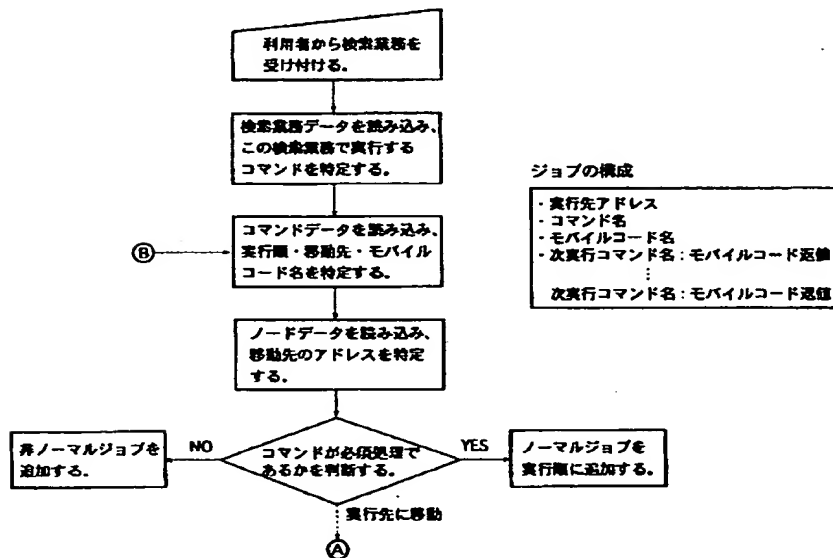 利用者から検索業務を
受け付ける。
検索業務データを読み込み、
この検索業務で実行する
コマンドを特定する。
B
コマンドデータを読み込み、
実行順・移動先・モバイル
コード名を特定する。
ノードデータを読み込み、
移動先のアドレスを特定
する。
NO
コマンドが必須処理で
あるかを判断する。
YES
非ノーマルジョブを
追加する。
ノーマルジョブを
実行順に追加する。
実行先に移動
A
ジョブの構成
・実行先アドレス
・コマンド名
・モバイルコード名
・次実行コマンド名：モバイルコード返値
⋮
次実行コマンド名：モバイルコード返値